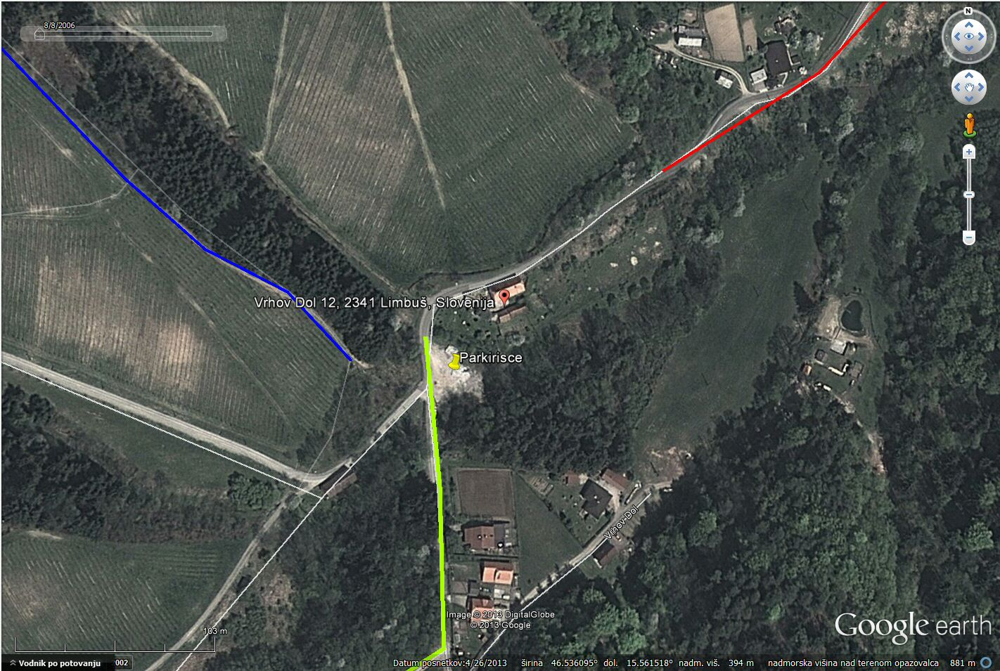 8/8/2006
N
Vrhov Dol 12, 2341 Limbuš, Slovenija
Parkirisce
Vrhov Dol
Image © 2013 DigitalGlobe
© 2013 Google
Google earth
103 m
Vodnik po potovanju
002
Datum posnetkov:4/26/2013 širina 46.536095° dol. 15.561518° nadm. viš. 394 m nadmorska višina nad terenom opazovalca 881 m